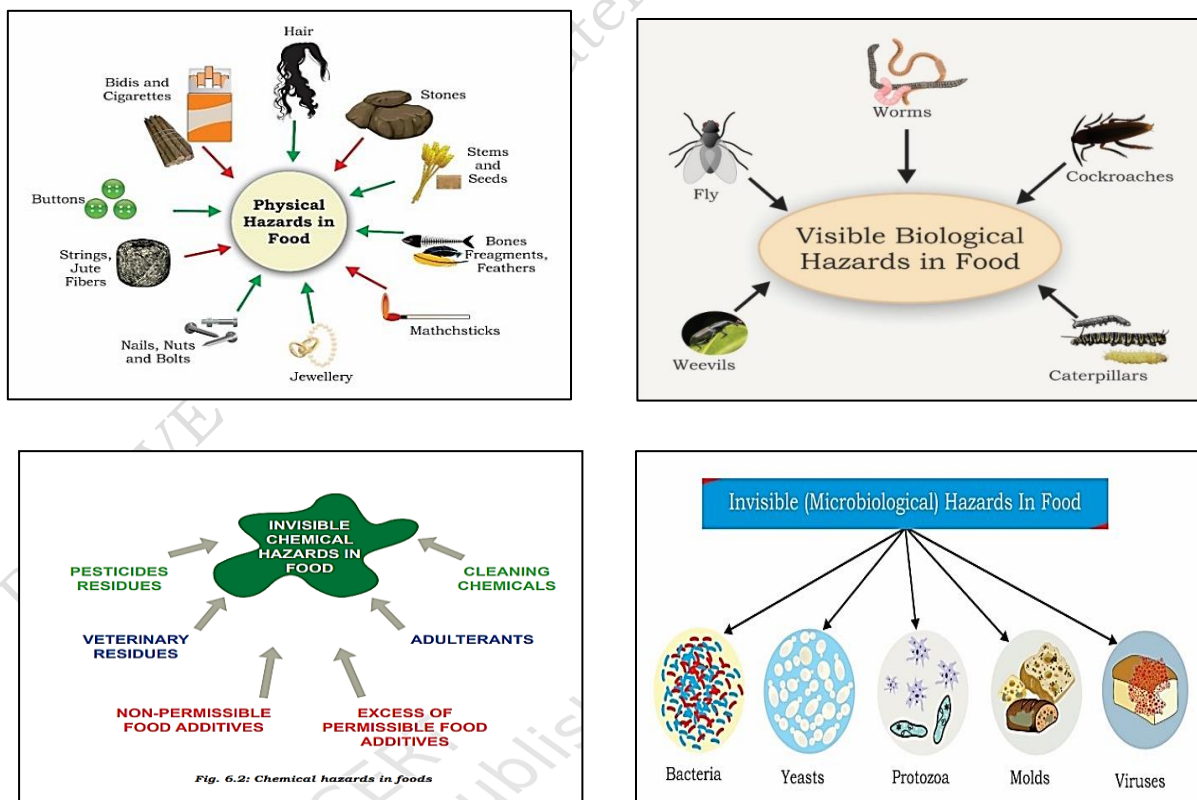 Hair
Bidis and
Cigarettes
Stones
Stems
and
Seeds
Buttons
Physical
Hazards in
Food
Bones
Freagments,
Feathers
Strings,
Jute
Fibers
Mathchsticks
Nails, Nuts
and Bolts
Jewellery
Worms
Fly
Cockroaches
Visible Biological
Hazards in Food
Weevils
Caterpillars
INVISIBLE
CHEMICAL
HAZARDS IN
FOOD
PESTICIDES
RESIDUES
CLEANING
CHEMICALS
VETERINARY
RESIDUES
ADULTERANTS
NON-PERMISSIBLE
FOOD ADDITIVES
EXCESS OF
PERMISSIBLE FOOD
ADDITIVES
Fig. 6.2: Chemical hazards in foods
Invisible (Microbiological) Hazards In Food
Bacteria
Yeasts
Protozoa
Molds
Viruses